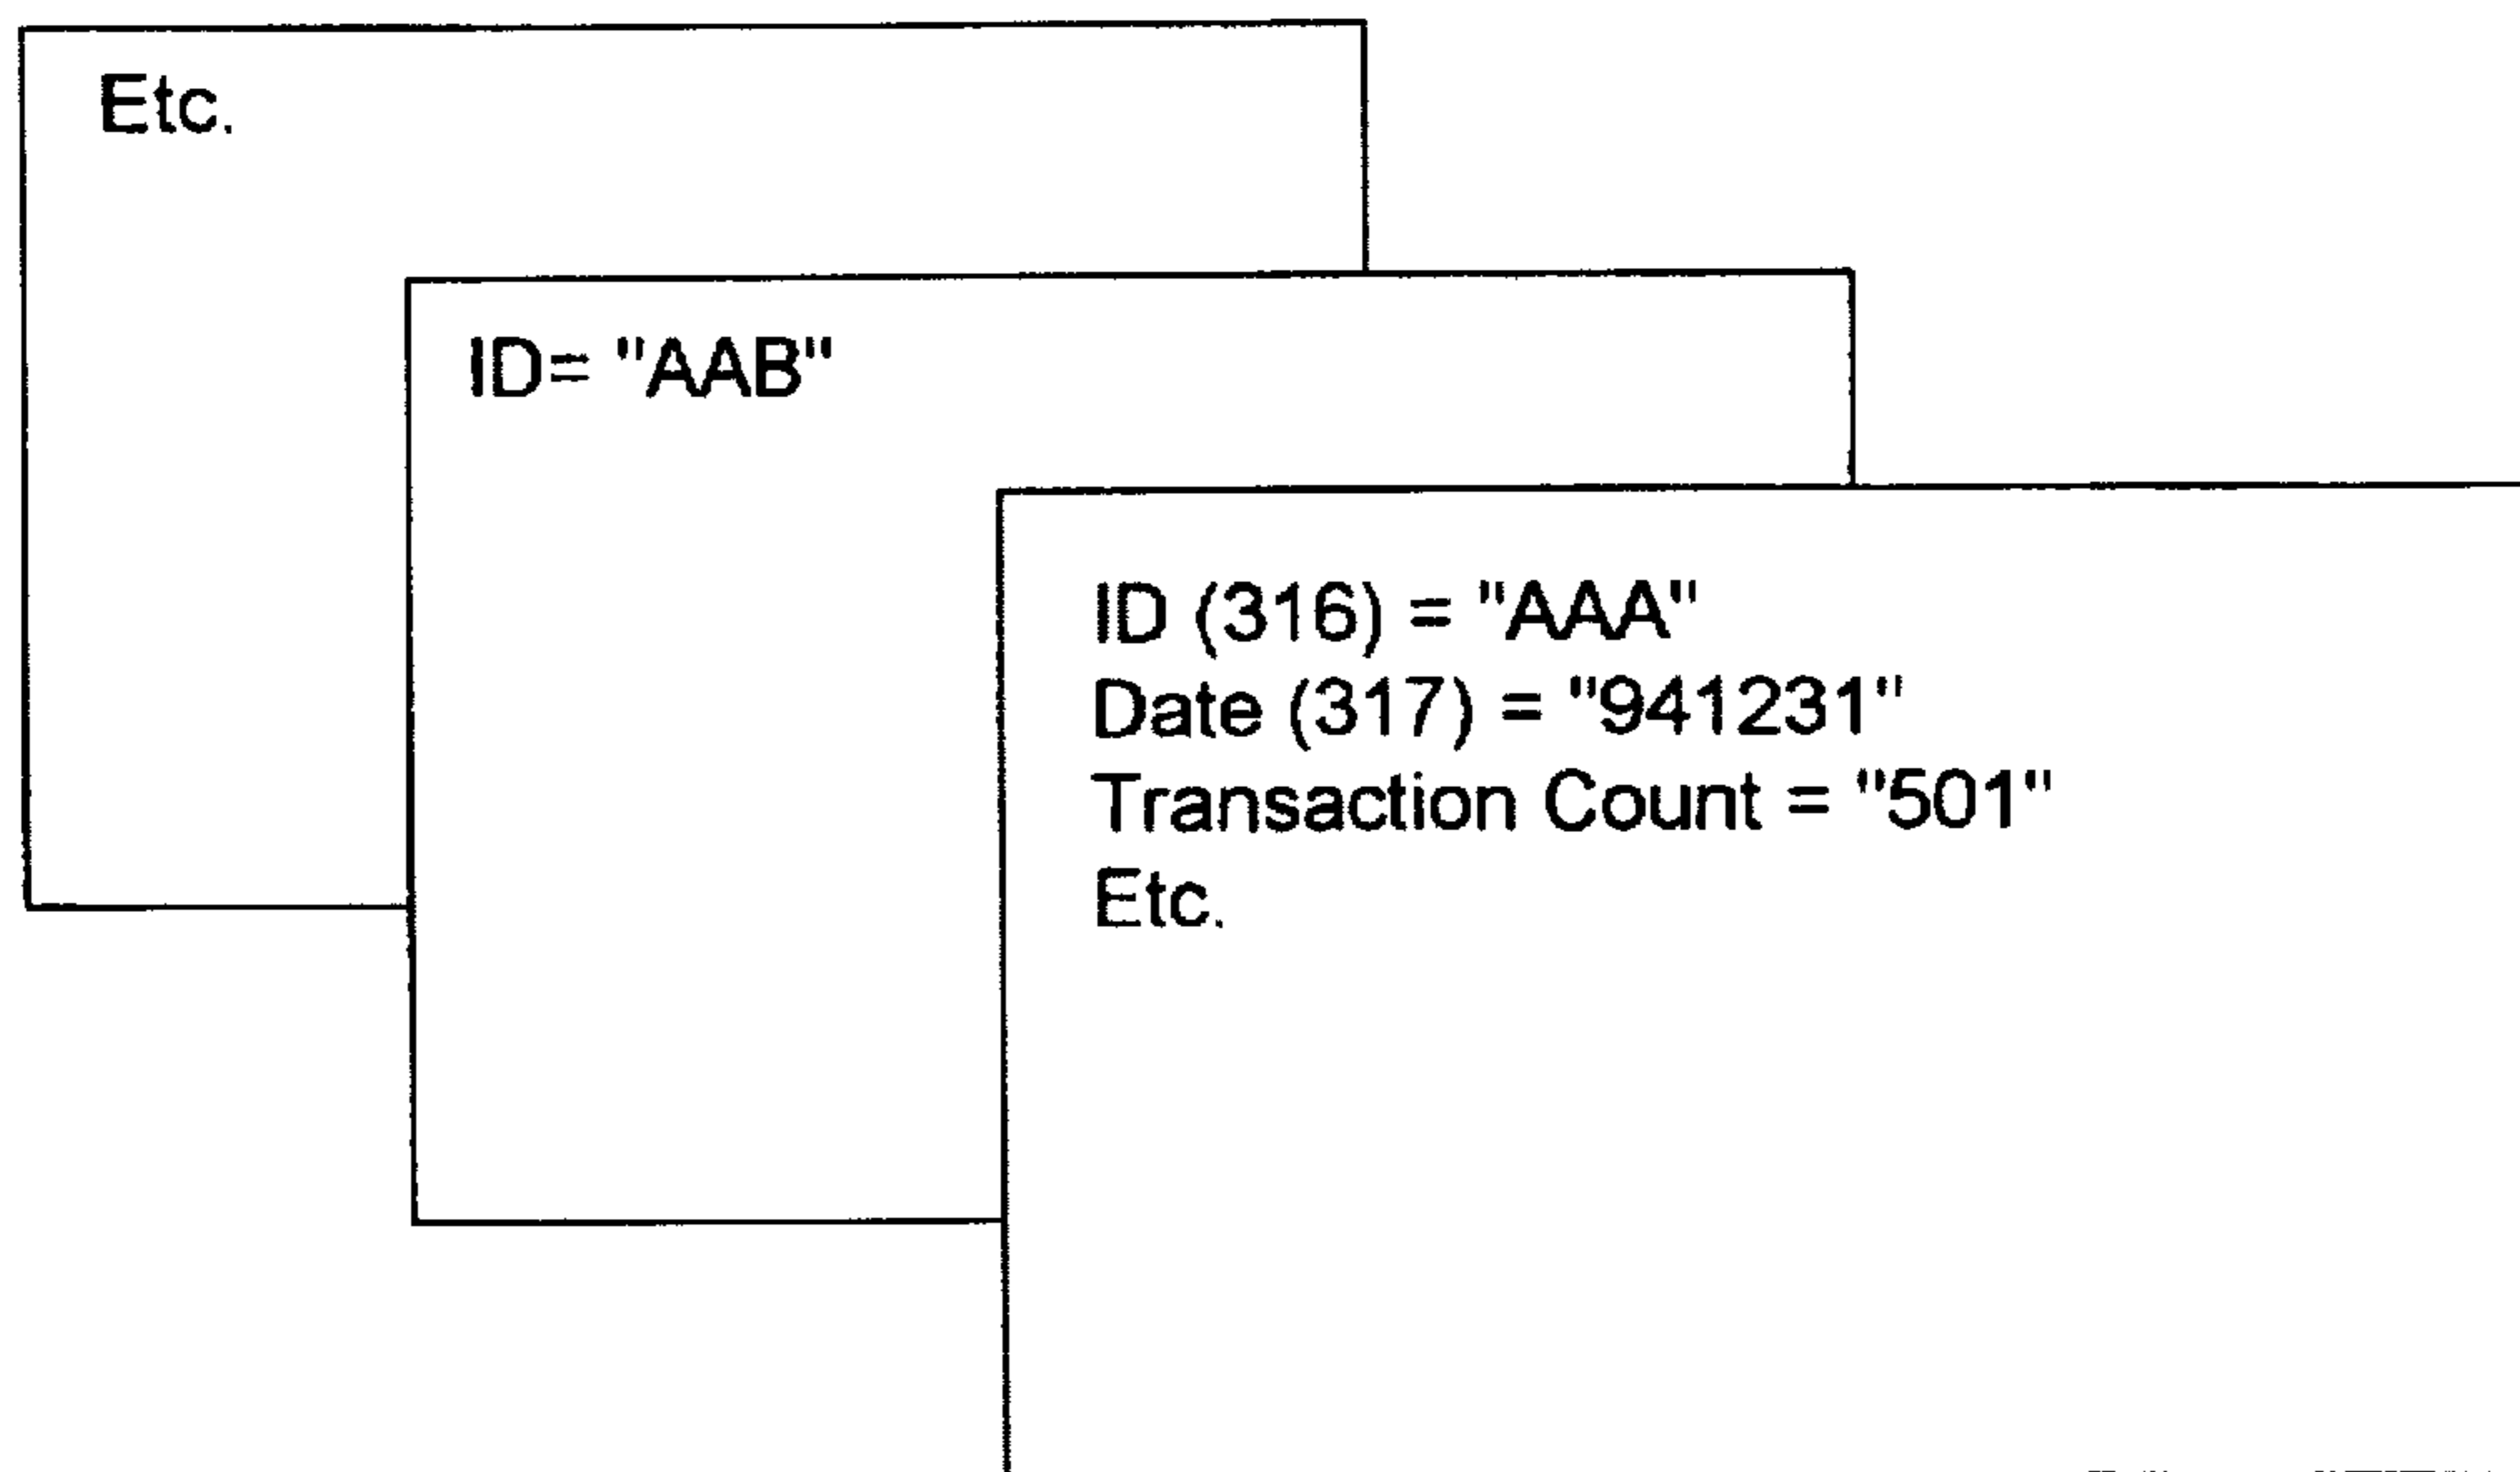 Etc.
ID= "AAB"
ID (316) = "AAA"
Date (317) = "941231"
Transaction Count = "501"
Etc.